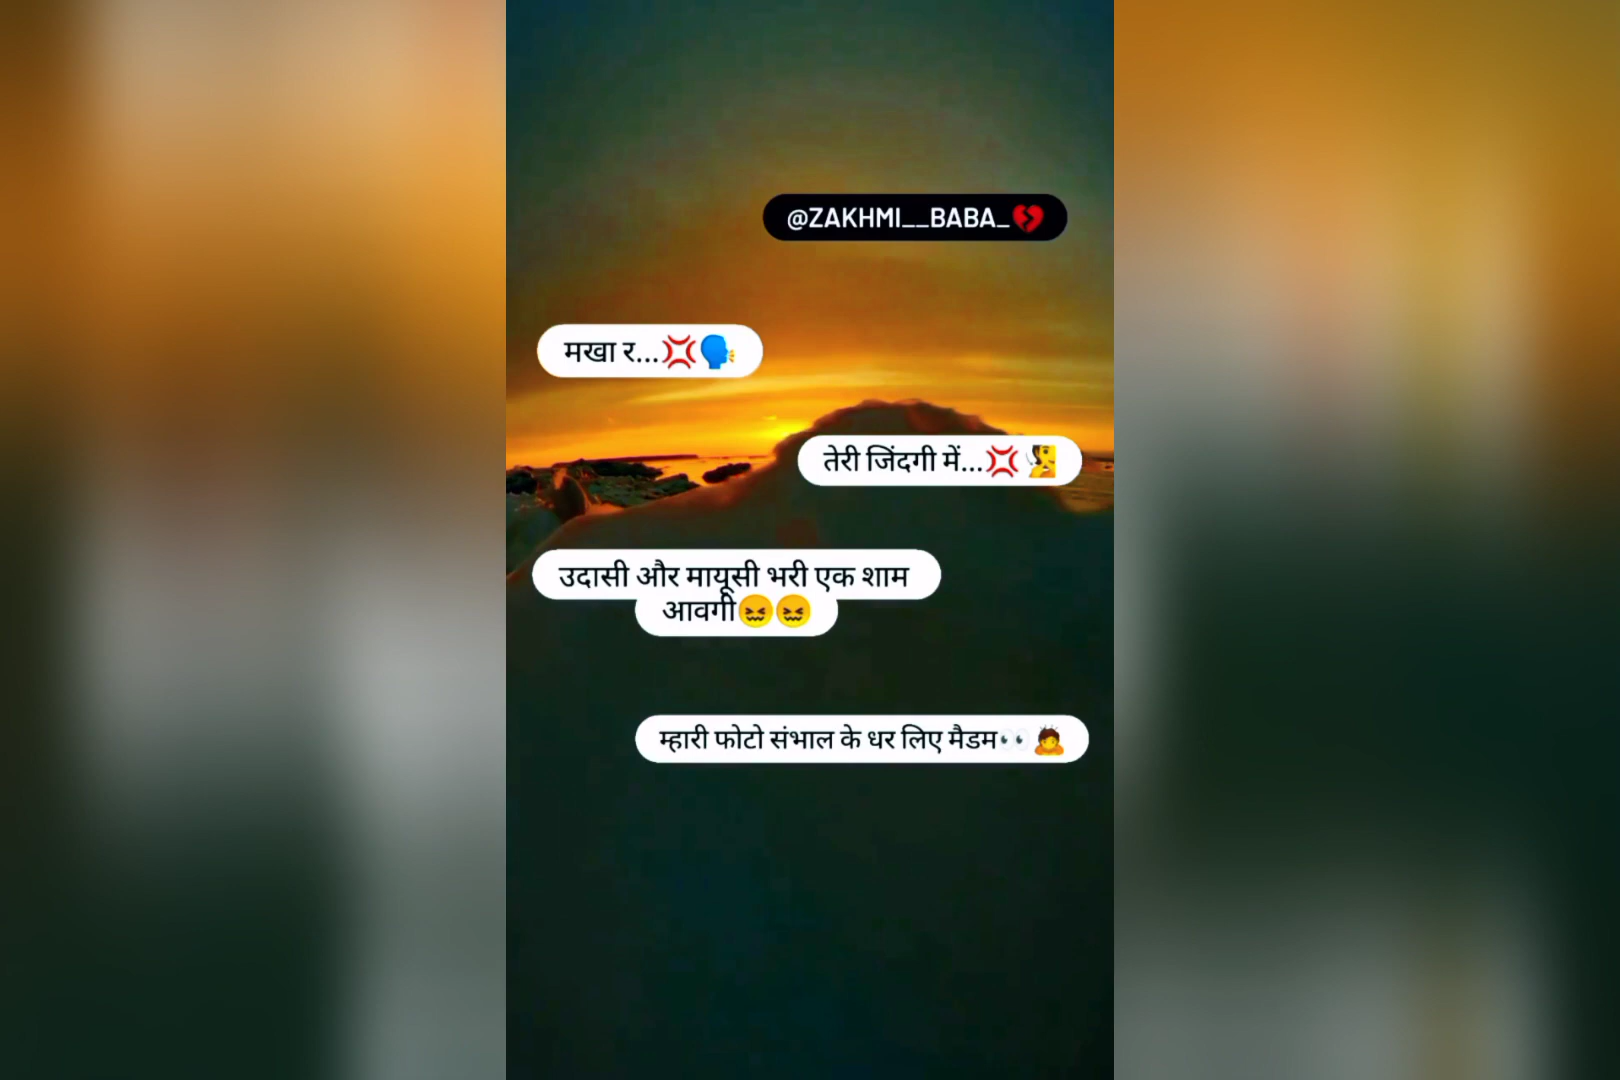 @ZAKHMI__BABA_💔
मखा र...💢🗣️
तेरी जिंदगी में...💢🧏‍♀️
उदासी और मायूसी भरी एक शाम
आवगी😖😖
म्हारी फोटो संभाल के धर लिए मैडम👀🙇